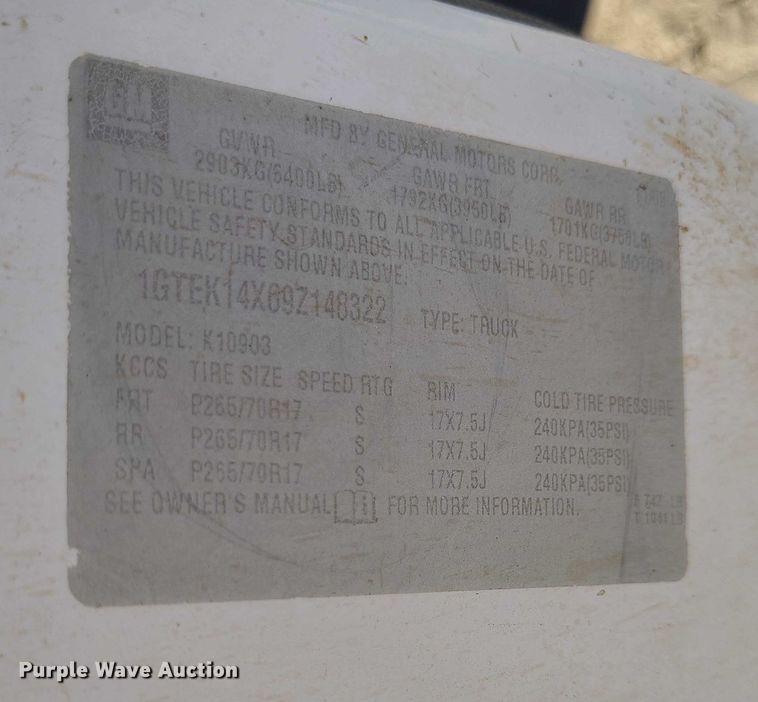 GM
MFD BY GENERAL MOTORS CORP.
GVWR GAWR FRT GAWR RR
2903KG(6400LB) 1792KG(3950LB) 1701KG(3750LB)
THIS VEHICLE CONFORMS TO ALL APPLICABLE U.S. FEDERAL MOTOR
VEHICLE SAFETY STANDARDS IN EFFECT ON THE DATE OF
MANUFACTURE SHOWN ABOVE.
1GTEK14X69Z148322 TYPE: TRUCK
MODEL: K10903
TIRE SIZE SPEED RTG RIM COLD TIRE PRESSURE
FRT P265/70R17 S 17X7.5J 240KPA(35PSI)
RR P265/70R17 S 17X7.5J 240KPA(35PSI)
SPA P265/70R17 S 17X7.5J 240KPA(35PSI)
SEE OWNER'S MANUAL FOR MORE INFORMATION.
Purple Wave Auction